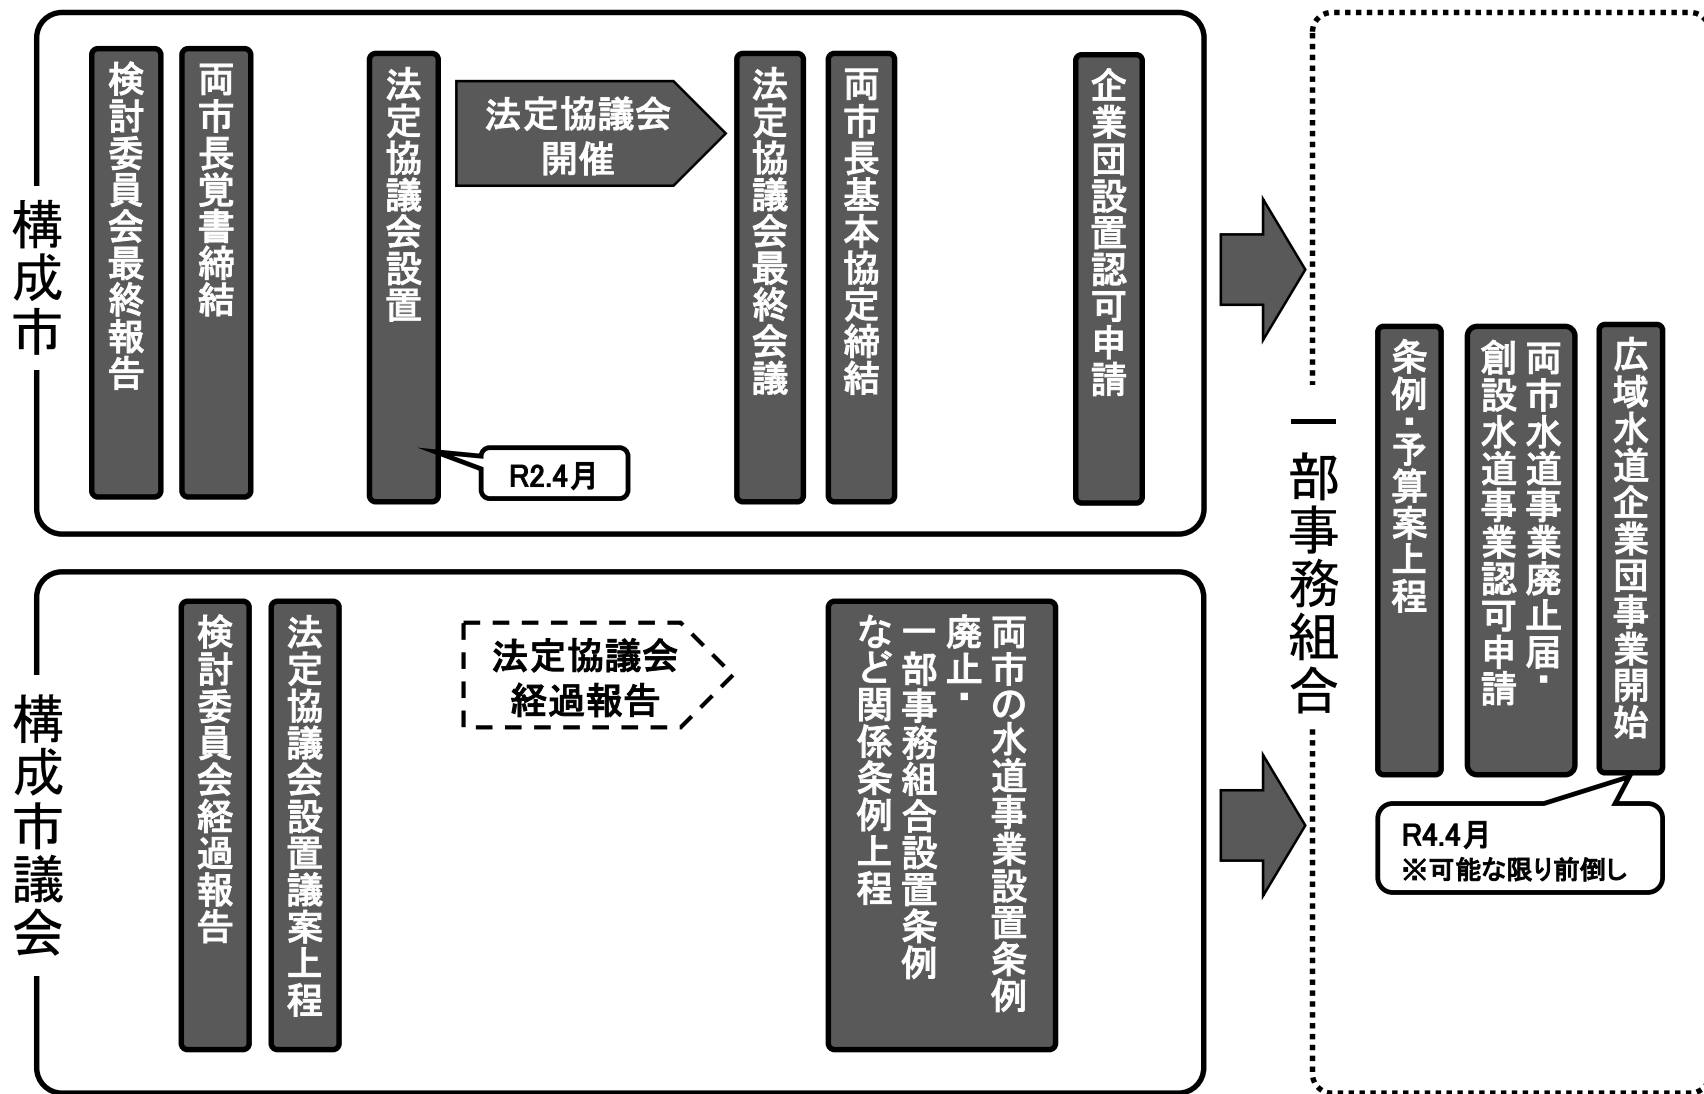 構成市
検討委員会最終報告
両市長覚書締結
法定協議会設置
R2.4月
法定協議会
開催
法定協議会最終会議
両市長基本協定締結
企業団設置認可申請
構成市議会
検討委員会経過報告
法定協議会設置議案上程
法定協議会
経過報告
両市の水道事業設置条例
廃止・
一部事務組合設置条例
など関係条例上程
一部事務組合
条例・予算案上程
両市水道事業廃止届・
創設水道事業認可申請
広域水道企業団事業開始
R4.4月
※可能な限り前倒し